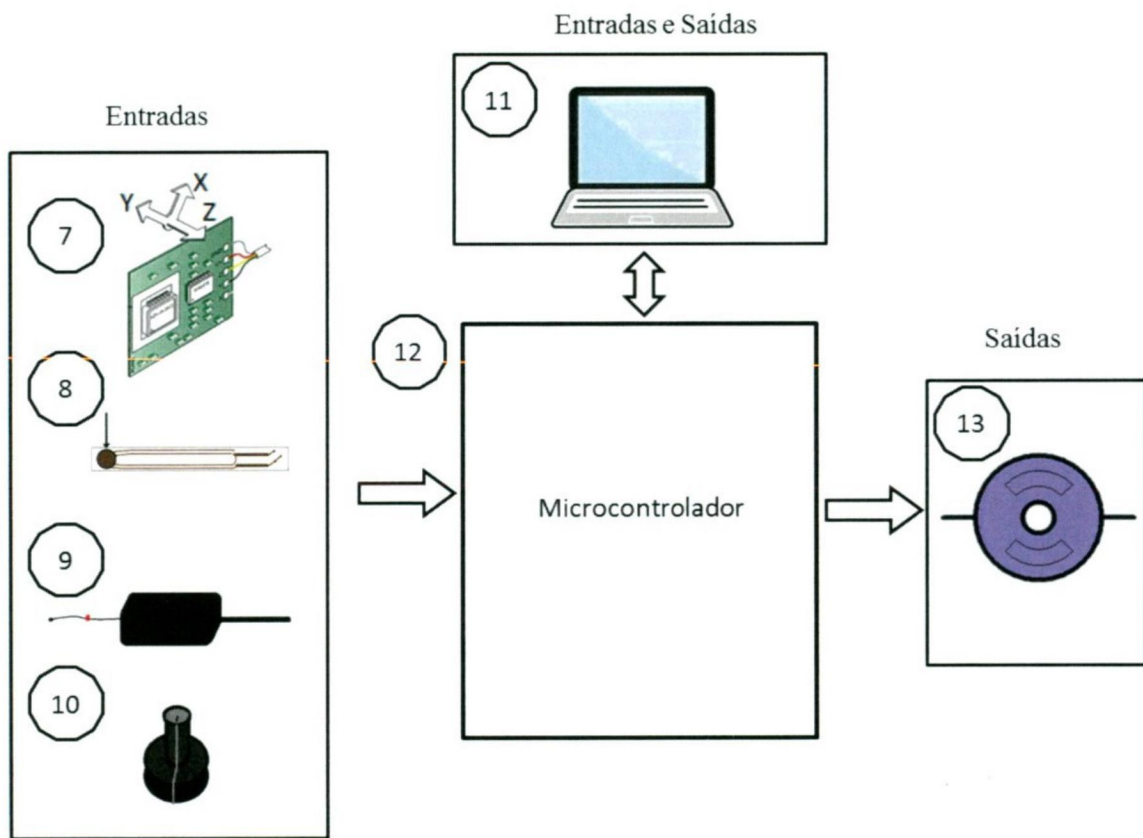 Entradas e Saídas
11
Entradas
7
X
Y
Z
8
12
Saídas
13
9
Microcontrolador
10